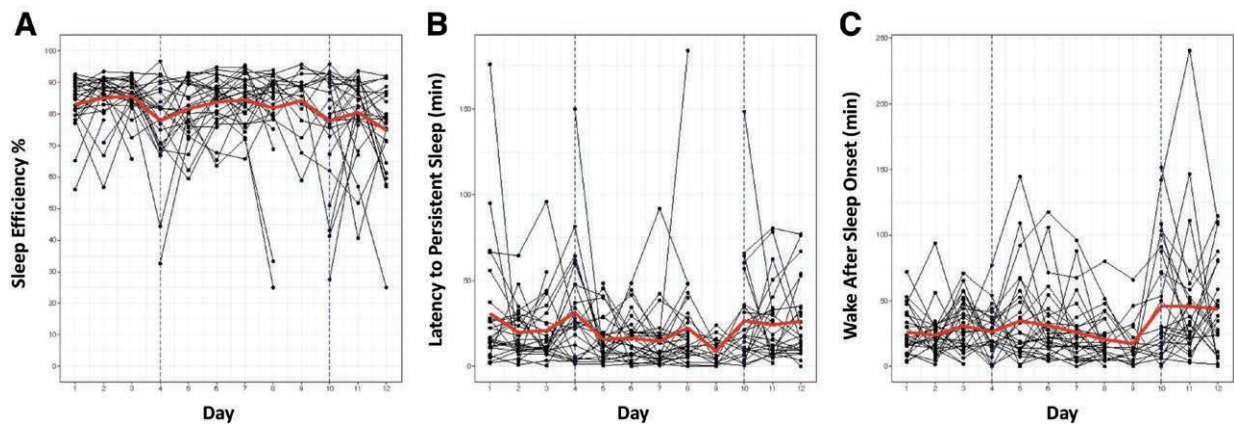 A
B
C
Sleep Efficiency %
100
90
80
70
60
50
40
30
20
10
0
1 2 3 4 5 6 7 8 9 10 11 12
Day
Latency to Persistent Sleep (min)
150
100
50
0
1 2 3 4 5 6 7 8 9 10 11 12
Day
Wake After Sleep Onset (min)
250
200
150
100
50
0
1 2 3 4 5 6 7 8 9 10 11 12
Day